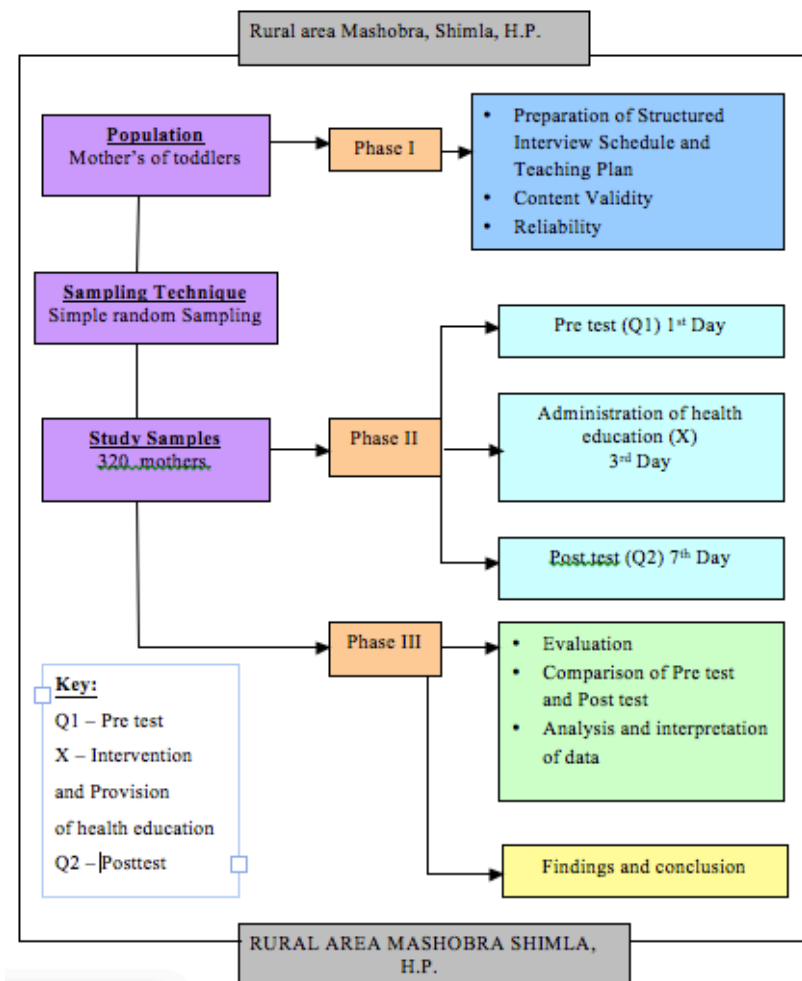 Rural area Mashobra, Shimla, H.P.
Population
Mother's of toddlers
Phase I
• Preparation of Structured
Interview Schedule and
Teaching Plan
• Content Validity
• Reliability
Sampling Technique
Simple random Sampling
Study Samples
320 mothers
Phase II
Pre test (Q1) 1st Day
Administration of health
education (X)
3rd Day
Post test (Q2) 7th Day
Phase III
• Evaluation
• Comparison of Pre test
and Post test
• Analysis and interpretation
of data
Findings and conclusion
Key:
Q1 – Pre test
X – Intervention
and Provision
of health education
Q2 – Posttest
RURAL AREA MASHOBRA SHIMLA,
H.P.